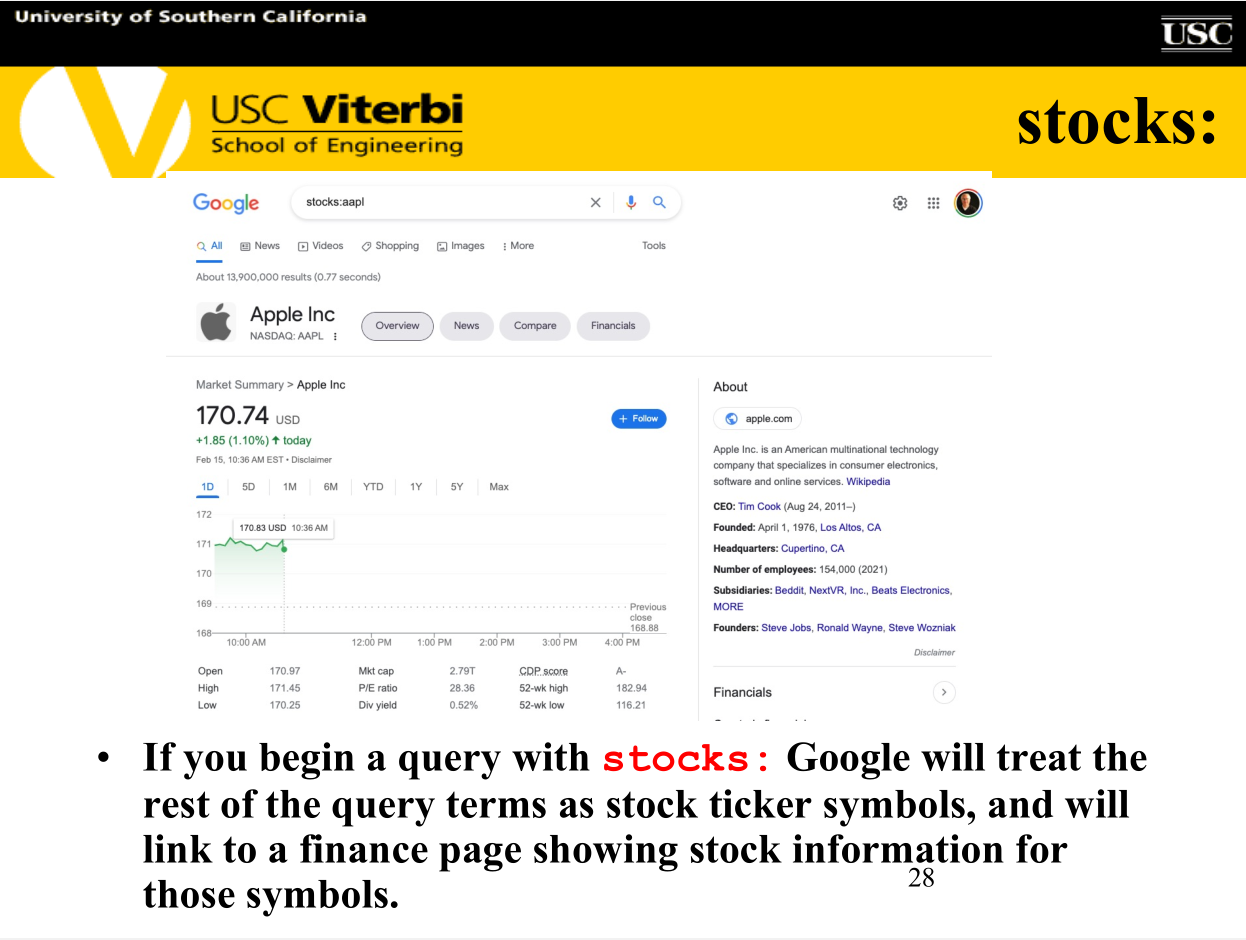 University of Southern California
USC
USC Viterbi
School of Engineering
stocks:
Google
stocks:aapl
All News Videos Shopping Images More Tools
About 13,900,000 results (0.77 seconds)
Apple Inc
NASDAQ: AAPL
Overview News Compare Financials
Market Summary > Apple Inc
170.74 USD
+ Follow
+1.85 (1.10%) ↑ today
Feb 15, 10:36 AM EST • Disclaimer
1D 5D 1M 6M YTD 1Y 5Y Max
172
170.83 USD 10:36 AM
171
170
169
Previous
close
168.88
168
10:00 AM 12:00 PM 1:00 PM 2:00 PM 3:00 PM 4:00 PM
Open 170.97 Mkt cap 2.79T CDP score A-
High 171.45 P/E ratio 28.36 52-wk high 182.94
Low 170.25 Div yield 0.52% 52-wk low 116.21
About
apple.com
Apple Inc. is an American multinational technology
company that specializes in consumer electronics,
software and online services. Wikipedia
CEO: Tim Cook (Aug 24, 2011–)
Founded: April 1, 1976, Los Altos, CA
Headquarters: Cupertino, CA
Number of employees: 154,000 (2021)
Subsidiaries: Beddit, NextVR, Inc., Beats Electronics,
MORE
Founders: Steve Jobs, Ronald Wayne, Steve Wozniak
Disclaimer
Financials
• If you begin a query with stocks: Google will treat the
rest of the query terms as stock ticker symbols, and will
link to a finance page showing stock information for
those symbols.
28